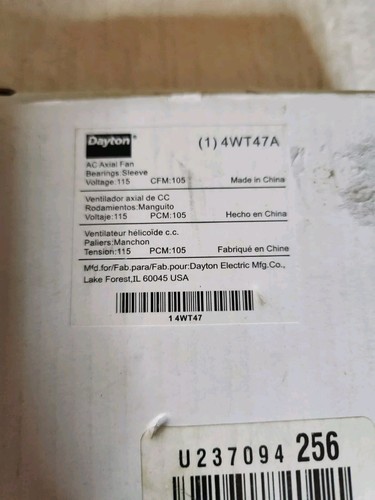 Dayton® (1) 4WT47A
AC Axial Fan
Bearings:Sleeve
Voltage:115 CFM:105 Made in China
Ventilador axial de CC
Rodamientos:Manguito
Voltaje:115 PCM:105 Hecho en China
Ventilateur hélicoïde c.c.
Paliers:Manchon
Tension:115 PCM:105 Fabriqué en Chine
Mfd.for/Fab.para/Fab.pour:Dayton Electric Mfg.Co.,
Lake Forest,IL 60045 USA
1 4WT47
U237094 256